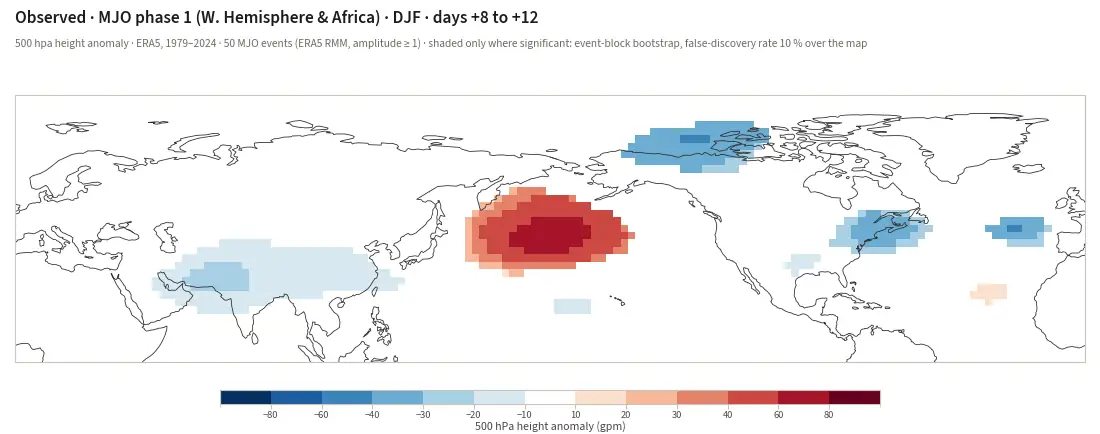 Observed · MJO phase 1 (W. Hemisphere & Africa) · DJF · days +8 to +12
500 hpa height anomaly · ERA5, 1979–2024 · 50 MJO events (ERA5 RMM, amplitude ≥ 1) · shaded only where significant: event-block bootstrap, false-discovery rate 10 % over the map
−80 −60 −40 −30 −20 −10 10 20 30 40 60 80
500 hPa height anomaly (gpm)